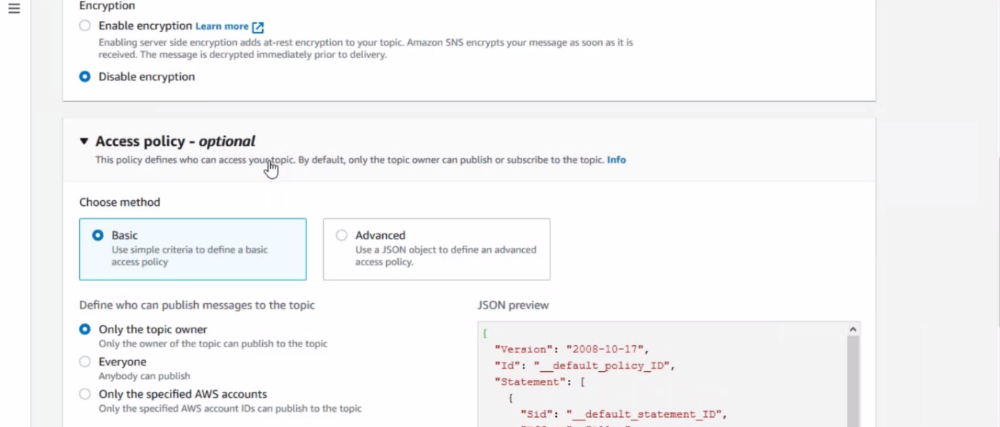 Encryption
Enable encryption Learn more
Enabling server side encryption adds at-rest encryption to your topic. Amazon SNS encrypts your message as soon as it is
received. The message is decrypted immediately prior to delivery.
Disable encryption
Access policy - optional
This policy defines who can access your topic. By default, only the topic owner can publish or subscribe to the topic. Info
Choose method
Basic
Use simple criteria to define a basic
access policy
Advanced
Use a JSON object to define an advanced
access policy.
Define who can publish messages to the topic
Only the topic owner
Only the owner of the topic can publish to the topic
Everyone
Anybody can publish
Only the specified AWS accounts
Only the specified AWS account IDs can publish to the topic
JSON preview
{
"Version": "2008-10-17",
"Id": "__default_policy_ID",
"Statement": [
{
"Sid": "__default_statement_ID",